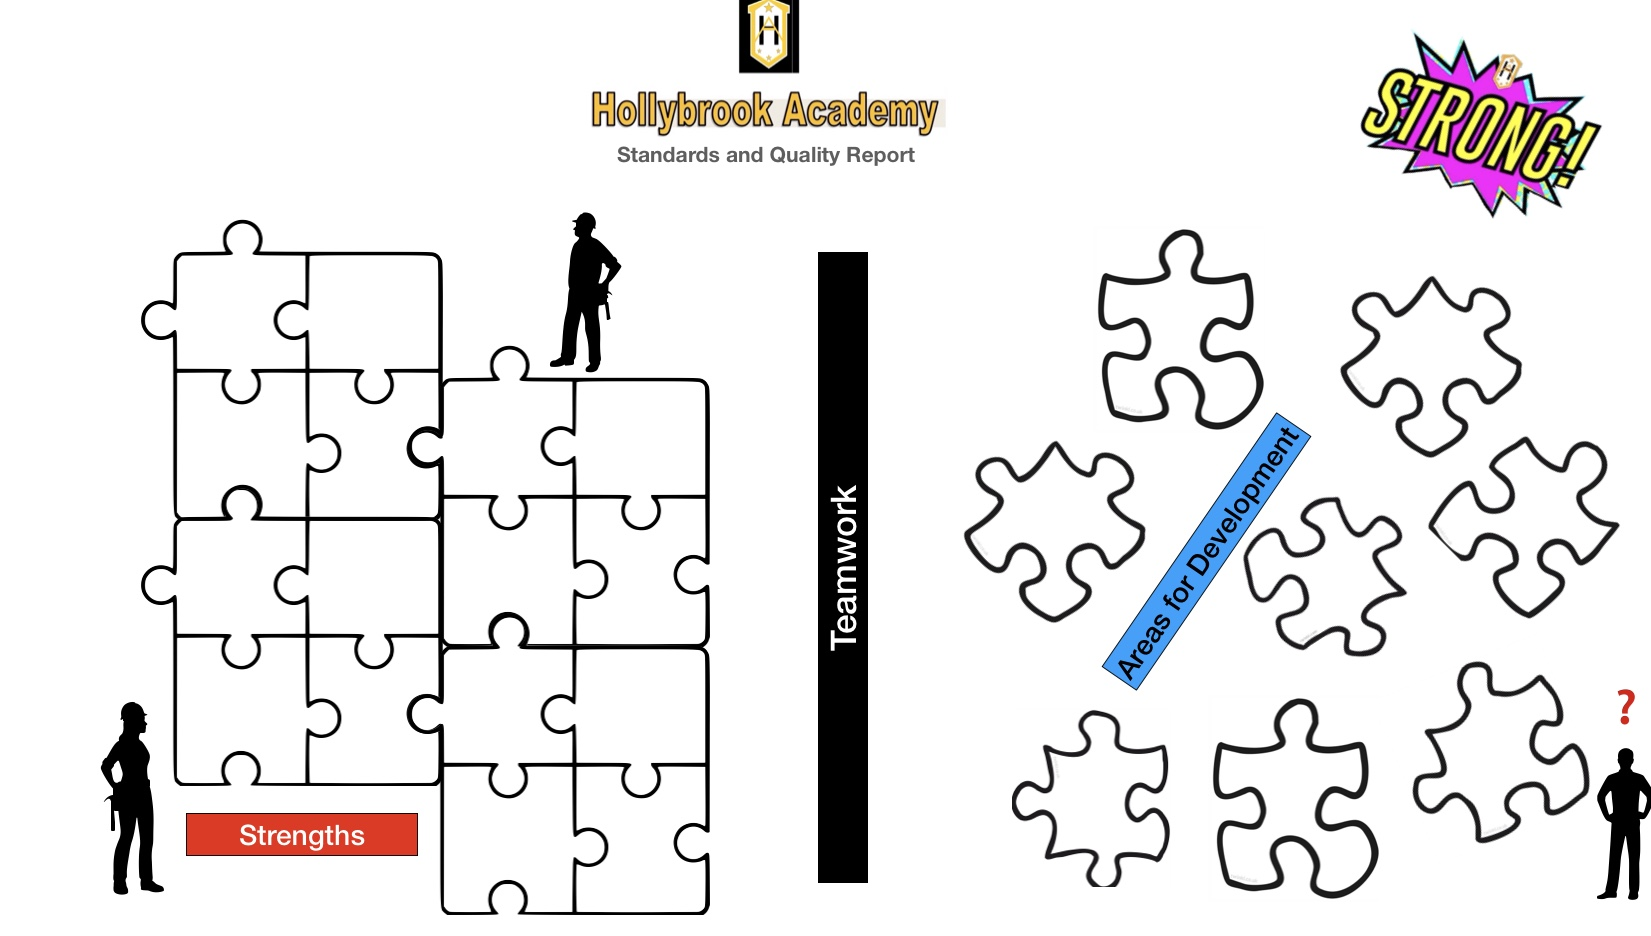 H
Hollybrook Academy
Standards and Quality Report
H
STRONG!
Teamwork
Areas for Development
?
Strengths